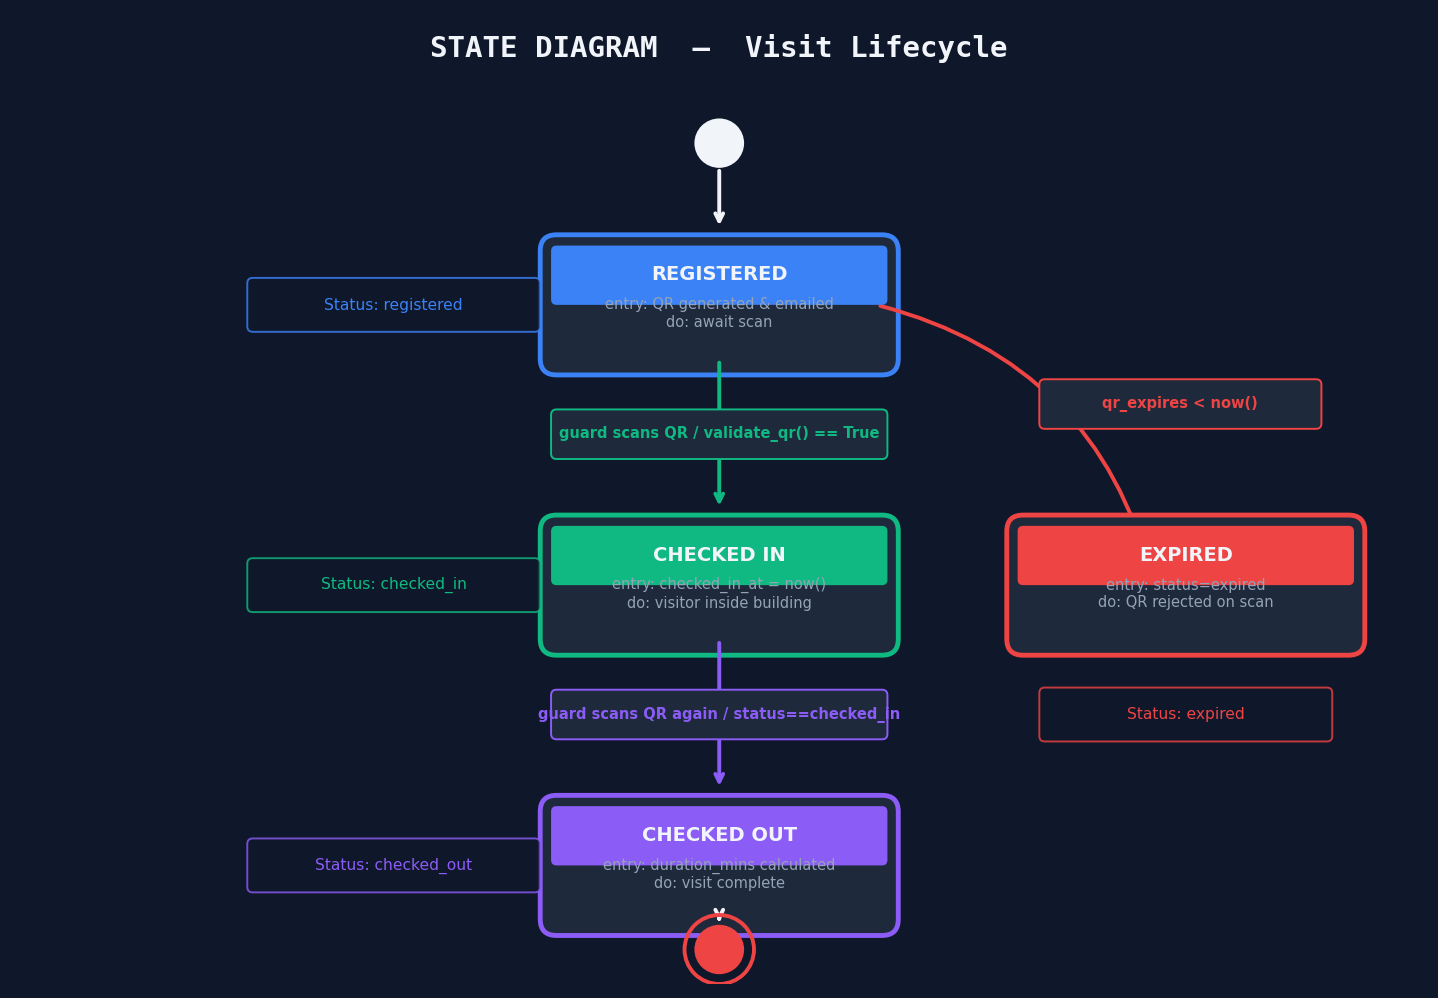 STATE DIAGRAM — Visit Lifecycle
REGISTERED
entry: QR generated & emailed
do: await scan
Status: registered
qr_expires < now()
guard scans QR / validate_qr() == True
CHECKED IN
entry: checked_in_at = now()
do: visitor inside building
Status: checked_in
EXPIRED
entry: status=expired
do: QR rejected on scan
guard scans QR again / status==checked_in
Status: expired
CHECKED OUT
entry: duration_mins calculated
do: visit complete
Status: checked_out